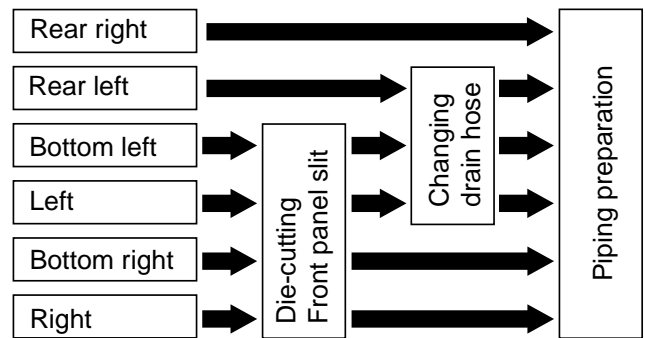 Rear right
Rear left
Bottom left
Left
Bottom right
Right
Die-cutting
Front panel slit
Changing
drain hose
Piping preparation